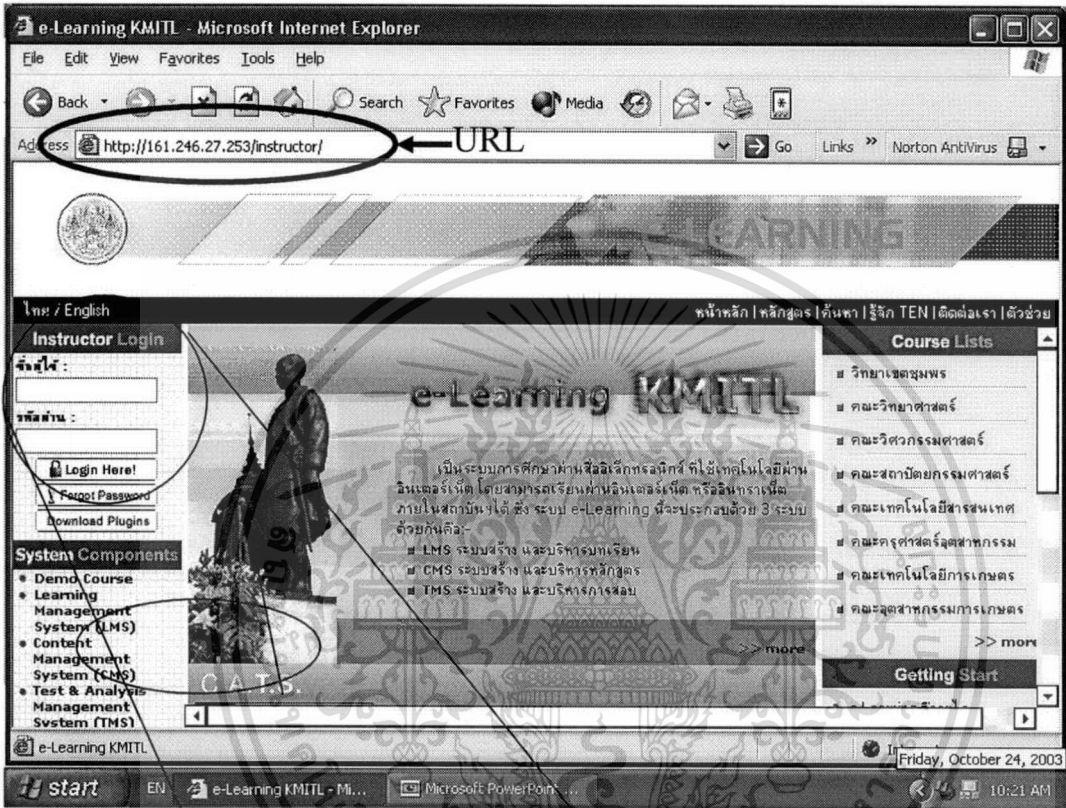 e-Learning KMITL - Microsoft Internet Explorer
File Edit View Favorites Tools Help
Back Search Favorites Media
Address http://161.246.27.253/instructor/ URL Go Links » Norton AntiVirus
LEARNING
ไทย / English
หน้าหลัก | หลักสูตร | ค้นหา | รู้จัก TEN | ติดต่อเรา | ตัวช่วย
Instructor Login
ชื่อผู้ใช้ :
รหัสผ่าน :
Login Here!
Forgot Password
Download Plugins
System Components
Demo Course
Learning
Management
System (LMS)
Content
Management
System (CMS)
Test & Analysis
Management
System (TMS)
e-Learning KMITL
เป็นระบบการศึกษาผ่านสื่ออิเล็กทรอนิกส์ ที่ใช้เทคโนโลยีผ่าน
อินเตอร์เน็ต โดยสามารถเรียนผ่านอินเตอร์เน็ต หรืออินทราเน็ต
ภายในสถาบันฯได้ ซึ่ง ระบบ e-Learning นี้จะประกอบด้วย 3 ระบบ
ด้วยกันคือ:-
LMS ระบบสร้าง และบริหารบทเรียน
CMS ระบบสร้าง และบริหารหลักสูตร
TMS ระบบสร้าง และบริหารการสอบ
>> more
C.A.T.S.
Course Lists
วิทยาเขตชุมพร
คณะวิทยาศาสตร์
คณะวิศวกรรมศาสตร์
คณะสถาปัตยกรรมศาสตร์
คณะเทคโนโลยีสารสนเทศ
คณะครุศาสตร์อุตสาหกรรม
คณะเทคโนโลยีการเกษตร
คณะอุตสาหกรรมการเกษตร
>> more
Getting Start
e-Learning KMITL
Friday, October 24, 2003
start EN e-Learning KMITL - Mi... Microsoft PowerPoint ... 10:21 AM